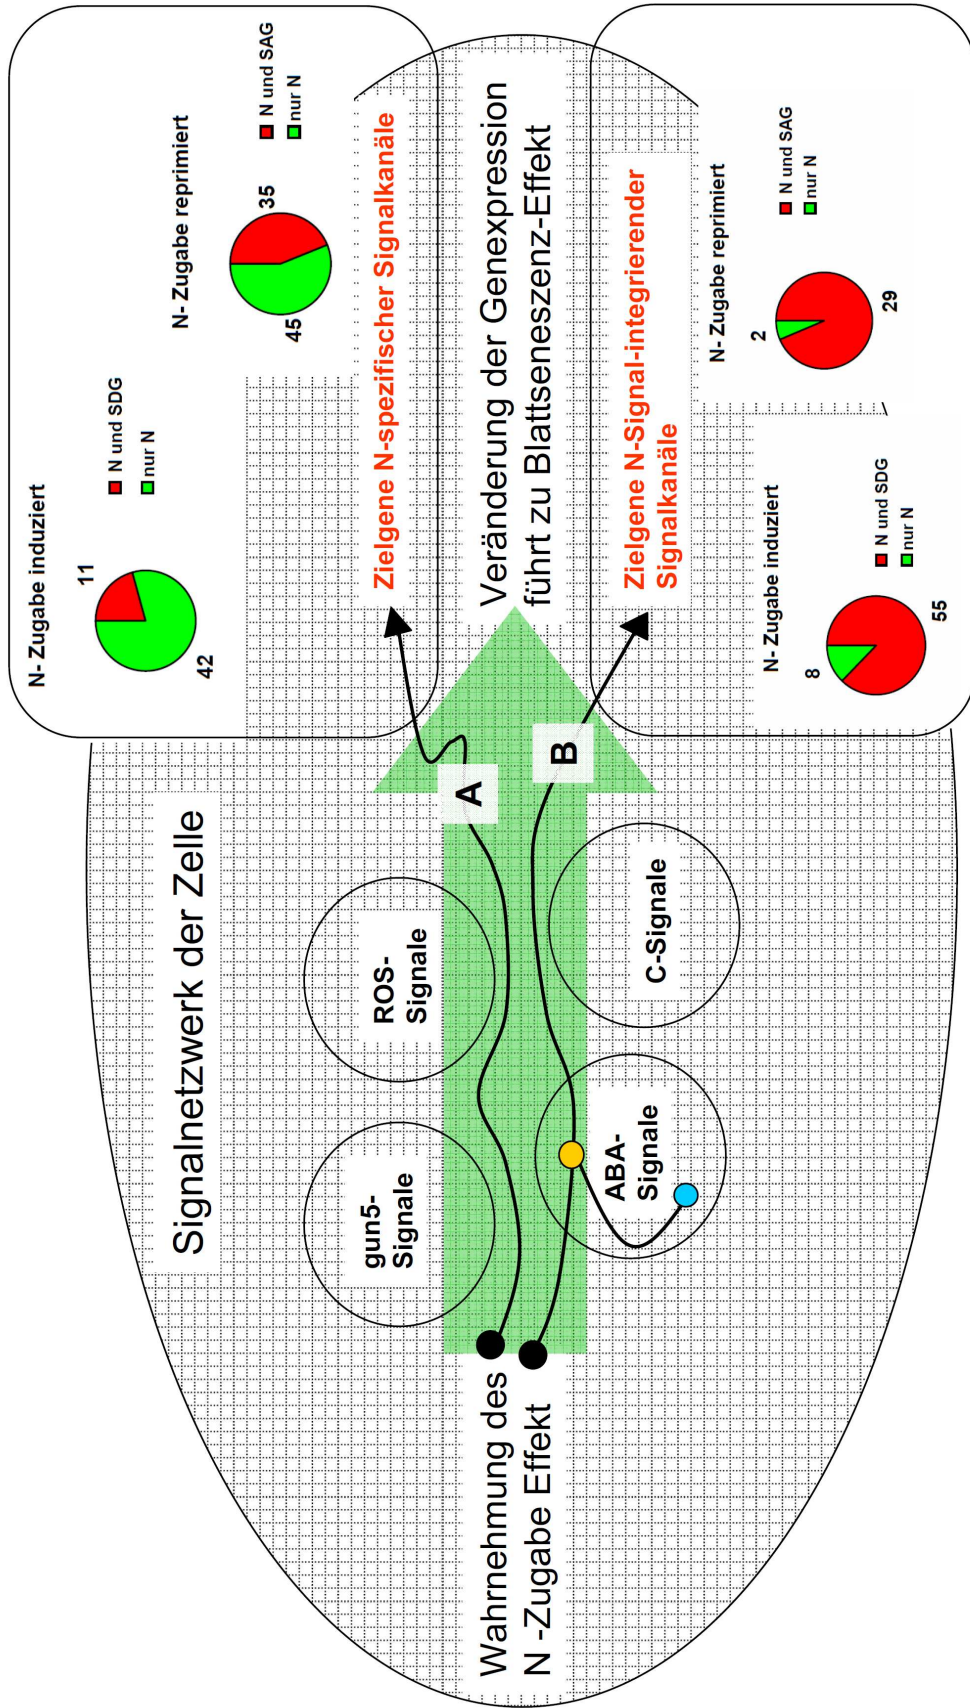 Signalnetzwerk der Zelle
gun5-
Signale
ROS-
Signale
Wahrnehmung des
N -Zugabe Effekt
ABA-
Signale
C-Signale
A
B
N- Zugabe induziert
11
42
N und SDG
nur N
N- Zugabe reprimiert
35
45
N und SAG
nur N
Zielgene N-spezifischer Signalkanäle
Veränderung der Genexpression
führt zu Blattseneszenz-Effekt
Zielgene N-Signal-integrierender
Signalkanäle
N- Zugabe induziert
8
55
N und SDG
nur N
N- Zugabe reprimiert
2
29
N und SAG
nur N